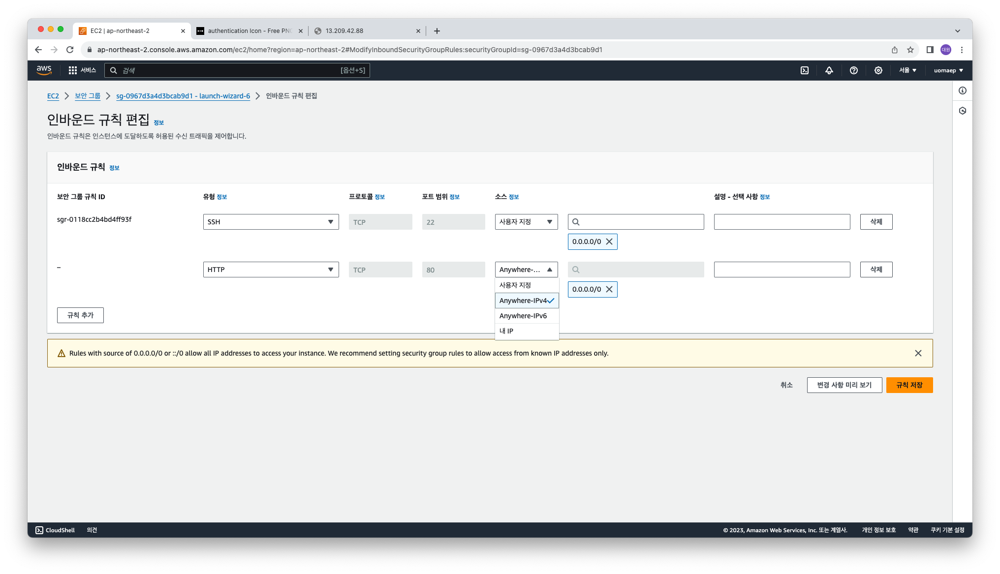 EC2 | ap-northeast-2
authentication Icon - Free PNG
13.209.42.88
ap-northeast-2.console.aws.amazon.com/ec2/home?region=ap-northeast-2#ModifyInboundSecurityGroupRules:securityGroupId=sg-0967d3a4d3bcab9d1
대원
aws
서비스
검색
[옵션+S]
서울
uomaep
EC2
보안 그룹
sg-0967d3a4d3bcab9d1 - launch-wizard-6
인바운드 규칙 편집
인바운드 규칙 편집 정보
인바운드 규칙은 인스턴스에 도달하도록 허용된 수신 트래픽을 제어합니다.
인바운드 규칙 정보
보안 그룹 규칙 ID
유형 정보
프로토콜 정보
포트 범위 정보
소스 정보
설명 - 선택 사항 정보
sgr-0118cc2b4bd4ff93f
SSH
TCP
22
사용자 지정
삭제
0.0.0.0/0
–
HTTP
TCP
80
Anywhere-...
삭제
0.0.0.0/0
사용자 지정
Anywhere-IPv4
Anywhere-IPv6
내 IP
규칙 추가
Rules with source of 0.0.0.0/0 or ::/0 allow all IP addresses to access your instance. We recommend setting security group rules to allow access from known IP addresses only.
취소
변경 사항 미리 보기
규칙 저장
CloudShell
의견
© 2023, Amazon Web Services, Inc. 또는 계열사.
개인 정보 보호
약관
쿠키 기본 설정